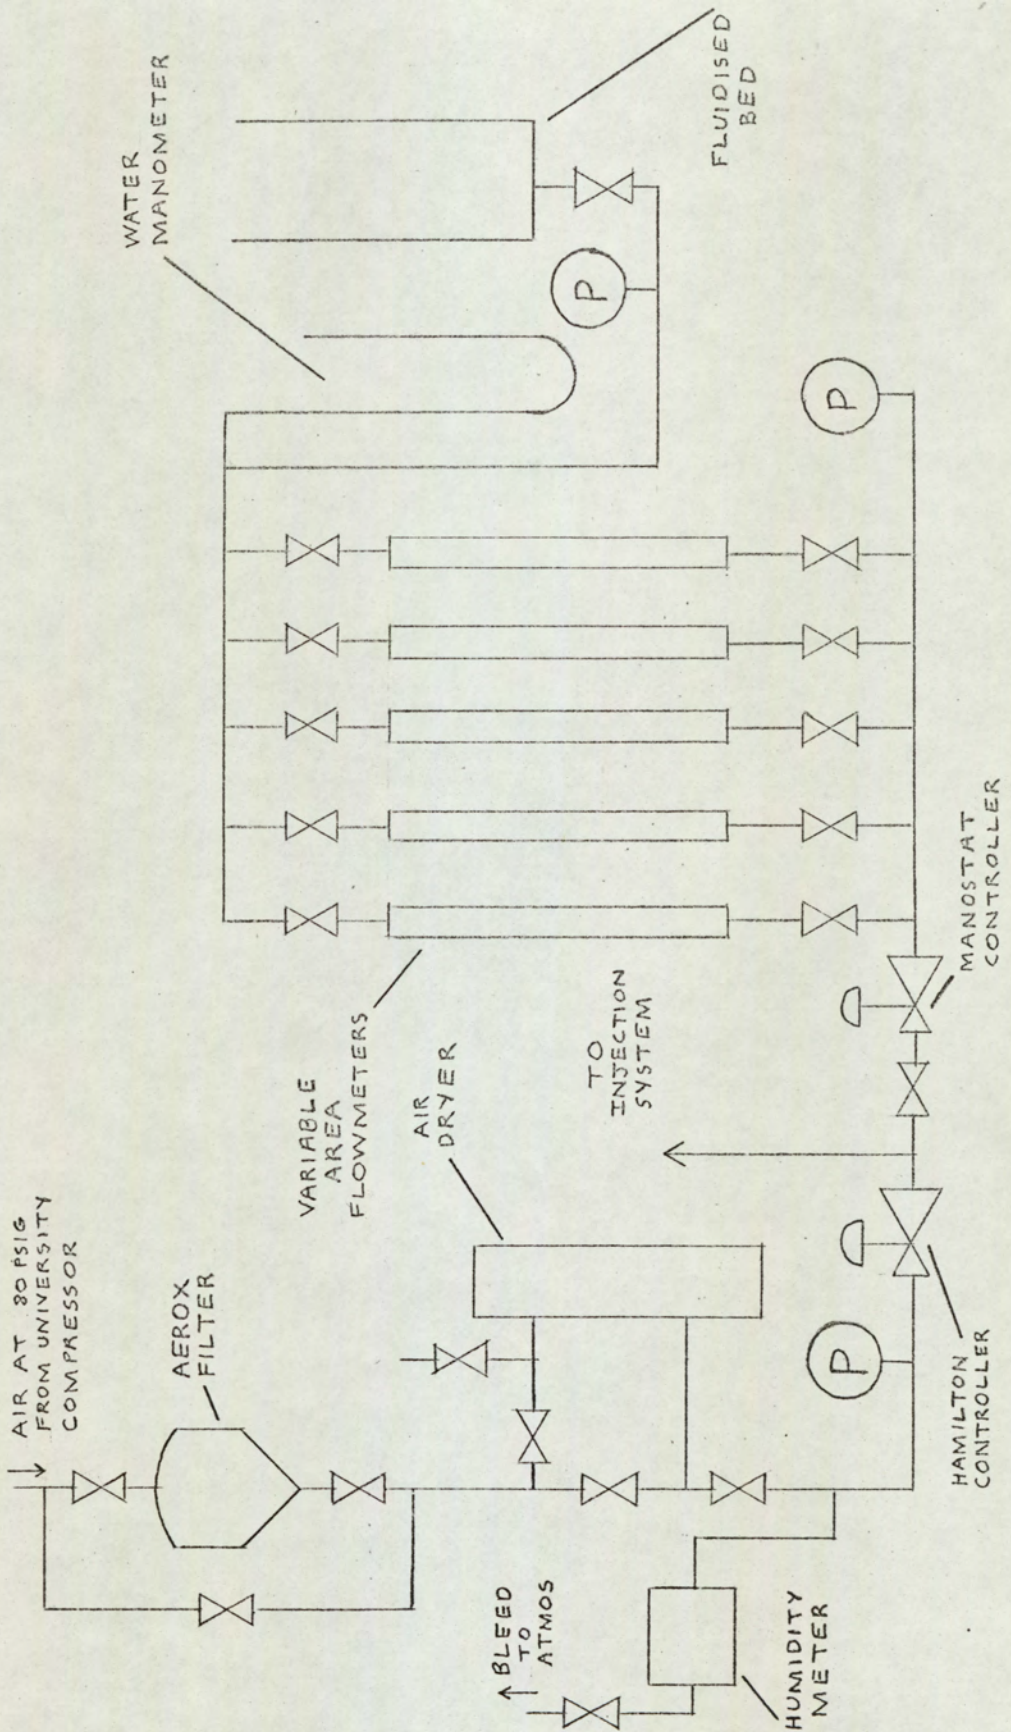 AIR AT 80 PSIG
FROM UNIVERSITY
COMPRESSOR
AEROX
FILTER
BLEED
TO
ATMOS
HUMIDITY
METER
AIR
DRYER
P
HAMILTON
CONTROLLER
TO
INJECTION
SYSTEM
MANOSTAT
CONTROLLER
VARIABLE
AREA
FLOWMETERS
P
WATER
MANOMETER
P
FLUIDISED
BED